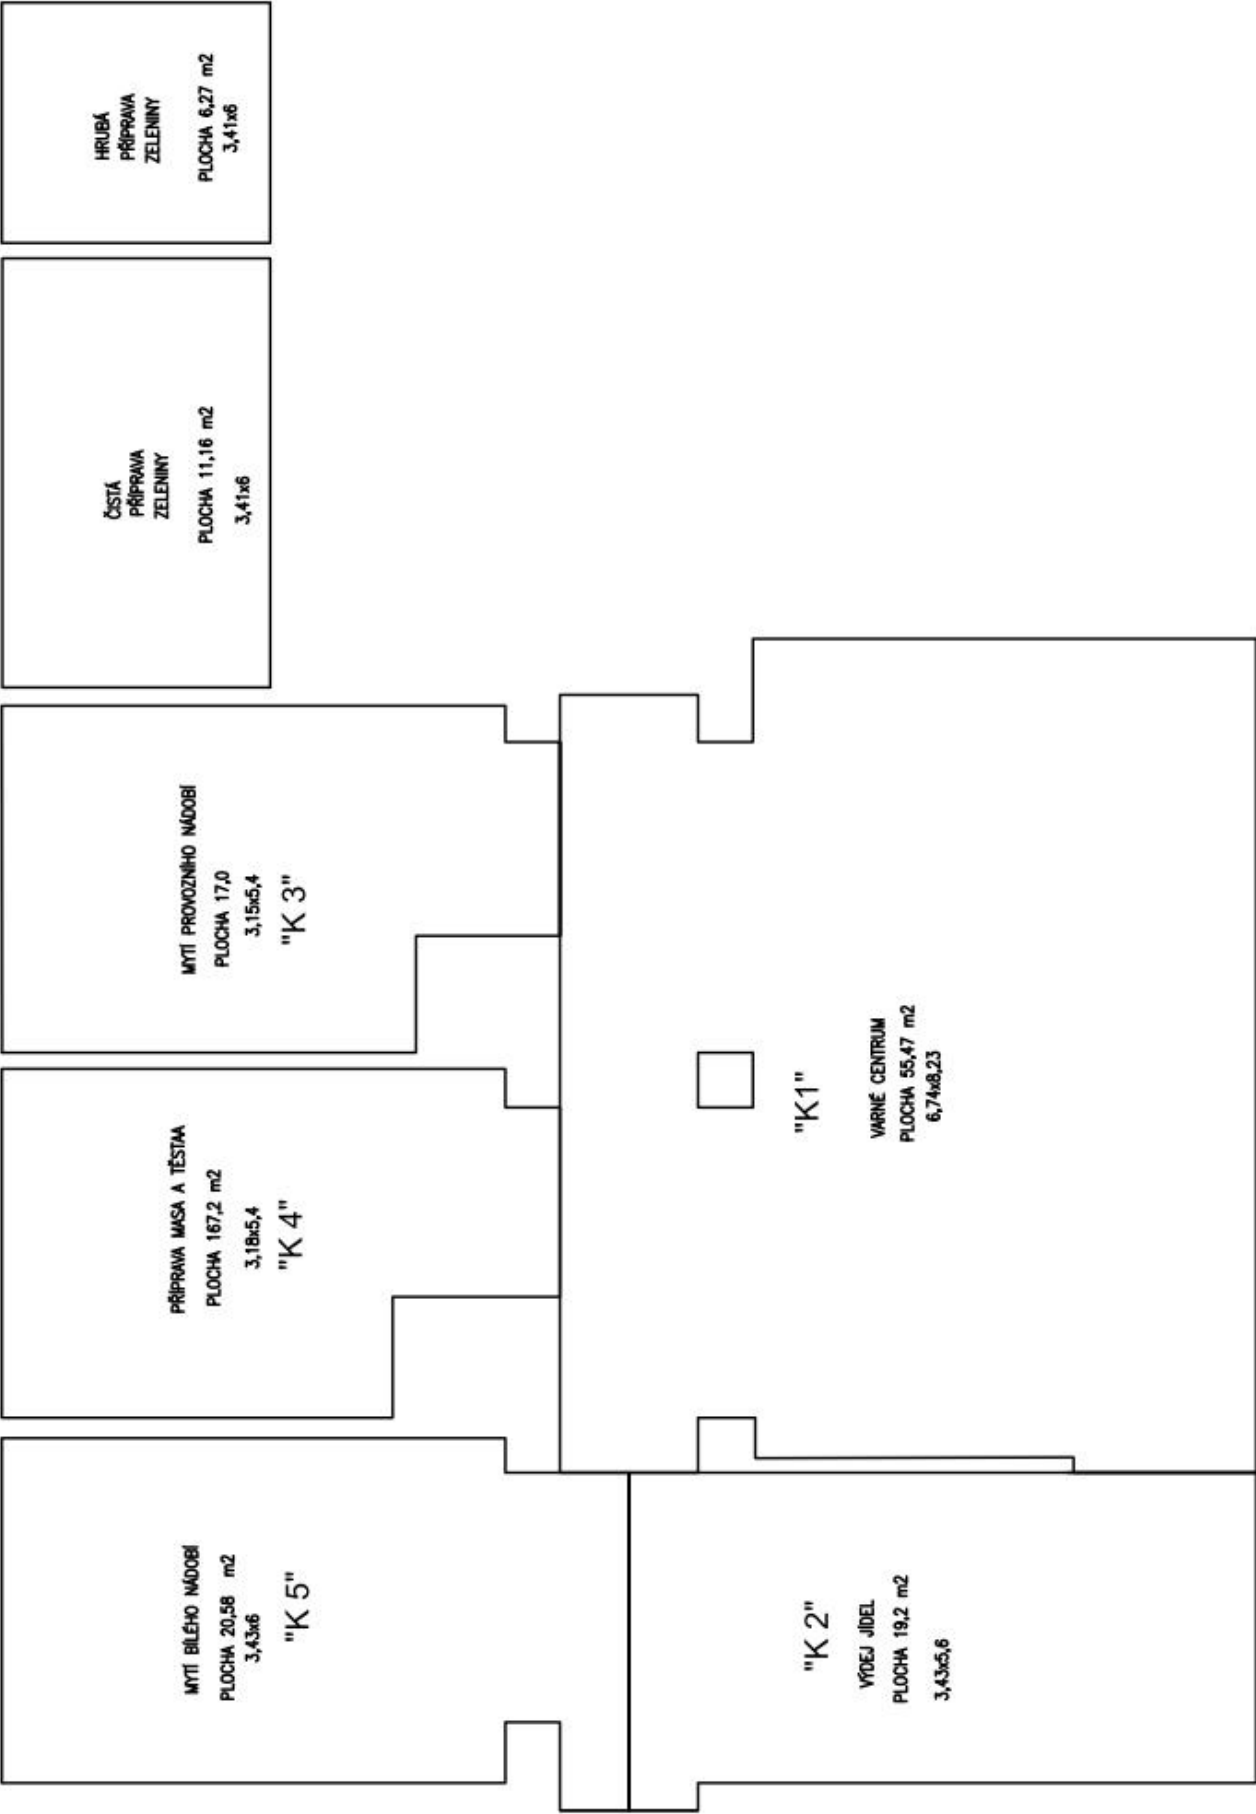 HRUBÁ
PŘÍPRAVA
ZELENINY
PLOCHA 6,27 m2
3,41x6
ČISTÁ
PŘÍPRAVA
ZELENINY
PLOCHA 11,16 m2
3,41x6
MYTÍ PROVOZNÍHO NÁDOBÍ
PLOCHA 17,0
3,15x5,4
"K 3"
PŘÍPRAVA MASA A TĚSTAA
PLOCHA 167,2 m2
3,18x5,4
"K 4"
MYTÍ BÍLÉHO NÁDOBÍ
PLOCHA 20,58 m2
3,43x6
"K 5"
"K1"
VARNÉ CENTRUM
PLOCHA 55,47 m2
6,74x8,23
"K 2"
VÝDEJ JÍDEL
PLOCHA 19,2 m2
3,43x5,6